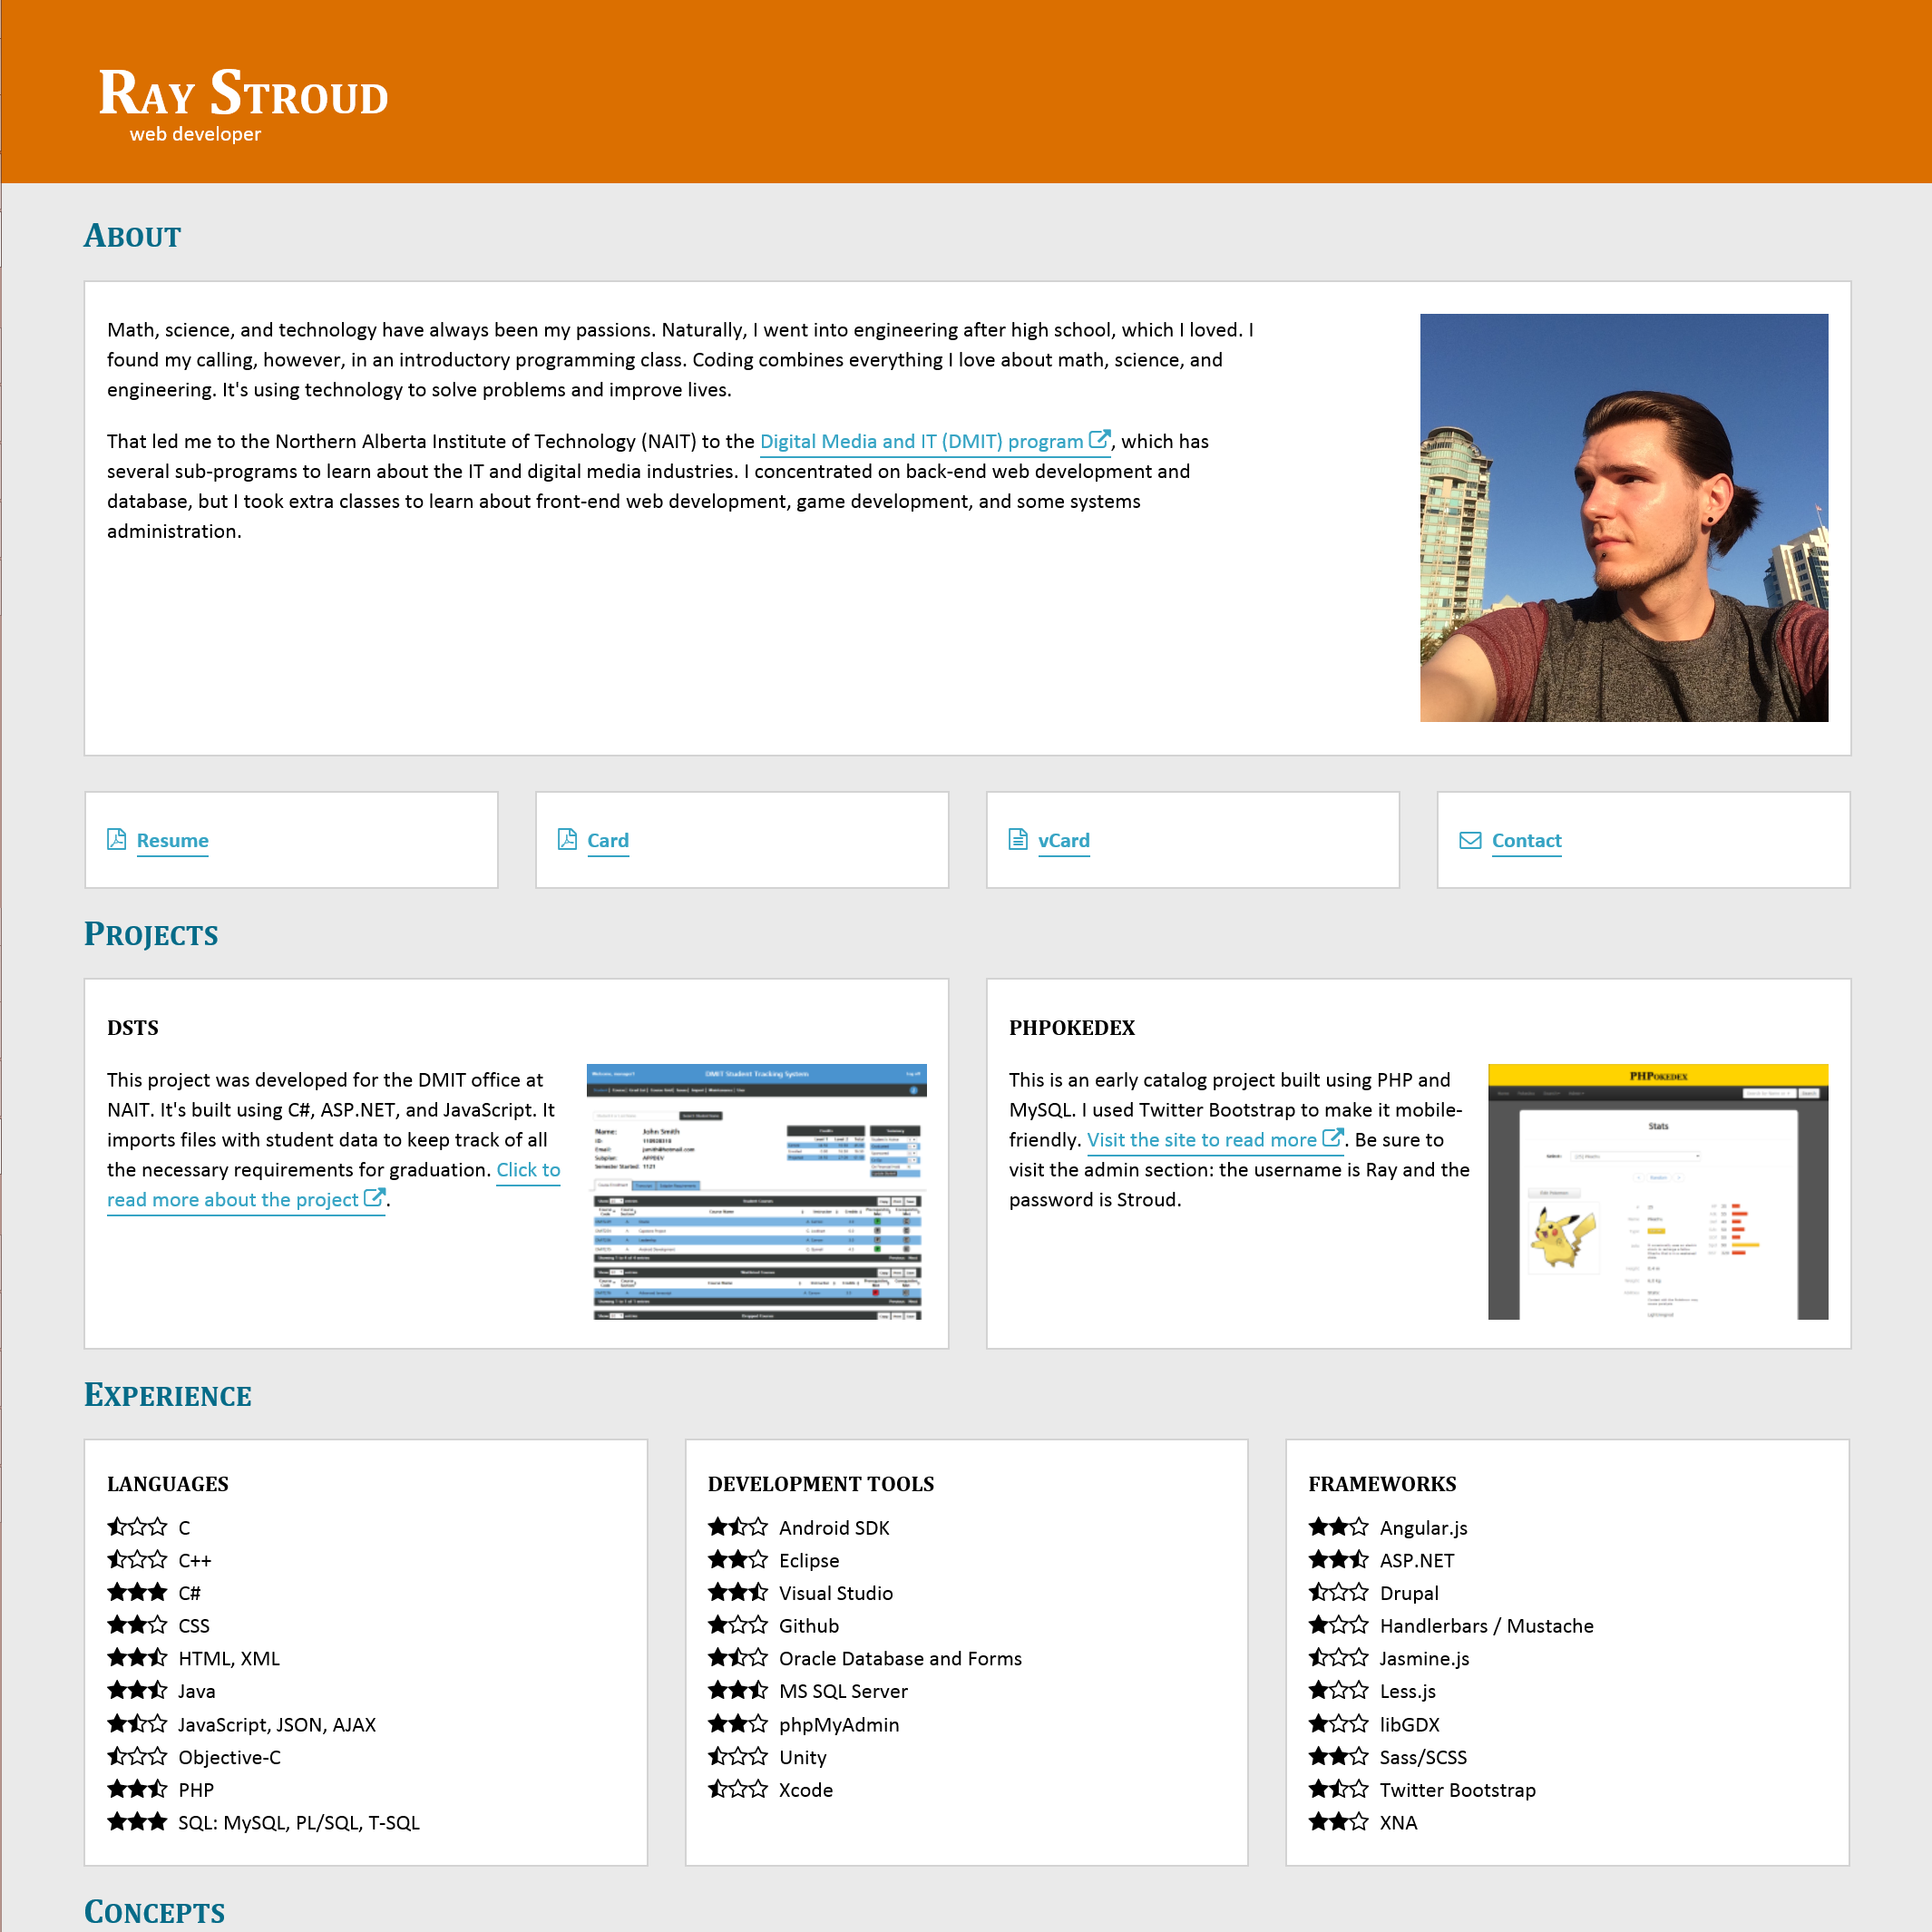 Ray Stroud
web developer
About
Math, science, and technology have always been my passions. Naturally, I went into engineering after high school, which I loved. I
found my calling, however, in an introductory programming class. Coding combines everything I love about math, science, and
engineering. It's using technology to solve problems and improve lives.
That led me to the Northern Alberta Institute of Technology (NAIT) to the Digital Media and IT (DMIT) program, which has
several sub-programs to learn about the IT and digital media industries. I concentrated on back-end web development and
database, but I took extra classes to learn about front-end web development, game development, and some systems
administration.
Resume
Card
vCard
Contact
Projects
DSTS
This project was developed for the DMIT office at
NAIT. It's built using C#, ASP.NET, and JavaScript. It
imports files with student data to keep track of all
the necessary requirements for graduation. Click to
read more about the project.
DMIT Student Tracking System
Name: John Smith
PHPOKEDEX
This is an early catalog project built using PHP and
MySQL. I used Twitter Bootstrap to make it mobile-
friendly. Visit the site to read more. Be sure to
visit the admin section: the username is Ray and the
password is Stroud.
PHPokedex
Stats
Experience
LANGUAGES
C
C++
C#
CSS
HTML, XML
Java
JavaScript, JSON, AJAX
Objective-C
PHP
SQL: MySQL, PL/SQL, T-SQL
DEVELOPMENT TOOLS
Android SDK
Eclipse
Visual Studio
Github
Oracle Database and Forms
MS SQL Server
phpMyAdmin
Unity
Xcode
FRAMEWORKS
Angular.js
ASP.NET
Drupal
Handlerbars / Mustache
Jasmine.js
Less.js
libGDX
Sass/SCSS
Twitter Bootstrap
XNA
Concepts